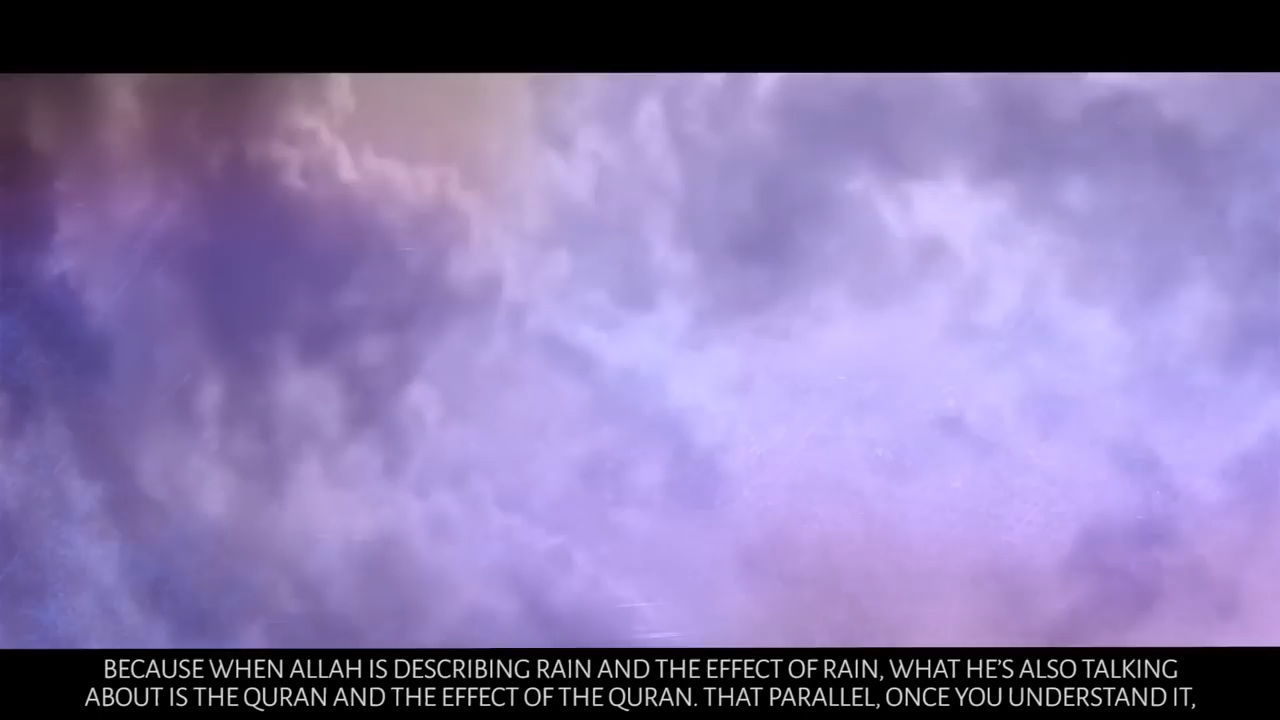 BECAUSE WHEN ALLAH IS DESCRIBING RAIN AND THE EFFECT OF RAIN, WHAT HE'S ALSO TALKING
ABOUT IS THE QURAN AND THE EFFECT OF THE QURAN. THAT PARALLEL, ONCE YOU UNDERSTAND IT,